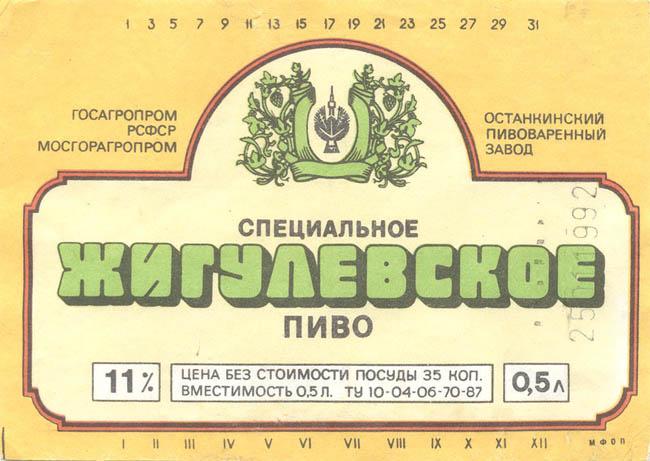 1 3 5 7 9 11 13 15 17 19 21 23 25 27 29 31
ГОСАГРОПРОМ
РСФСР
МОСГОРАГРОПРОМ
ОСТАНКИНСКИЙ
ПИВОВАРЕННЫЙ
ЗАВОД
СПЕЦИАЛЬНОЕ
ЖИГУЛЕВСКОЕ
ПИВО
11%
ЦЕНА БЕЗ СТОИМОСТИ ПОСУДЫ 35 КОП.
ВМЕСТИМОСТЬ 0,5 Л. ТУ 10-04-06-70-87
0,5 л
I II III IV V VI VII VIII IX X XI XII МФОП